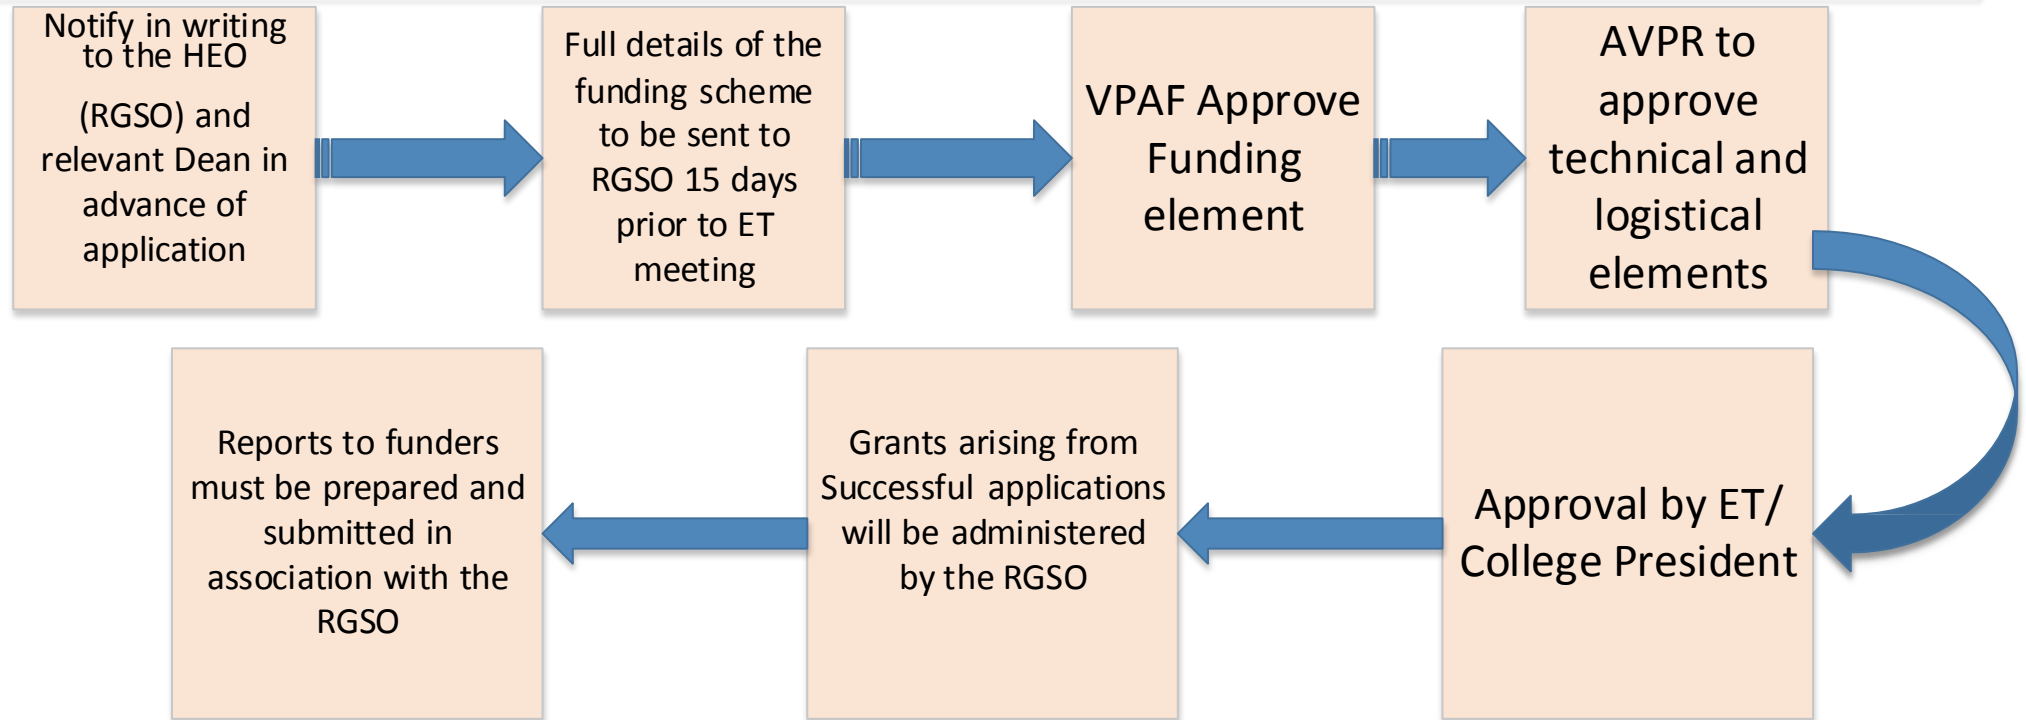 Notify in writing
to the HEO
(RGSO) and
relevant Dean in
advance of
application
Full details of the
funding scheme
to be sent to
RGSO 15 days
prior to ET
meeting
VPAF Approve
Funding
element
AVPR to
approve
technical and
logistical
elements
Approval by ET/
College President
Grants arising from
Successful applications
will be administered
by the RGSO
Reports to funders
must be prepared and
submitted in
association with the
RGSO